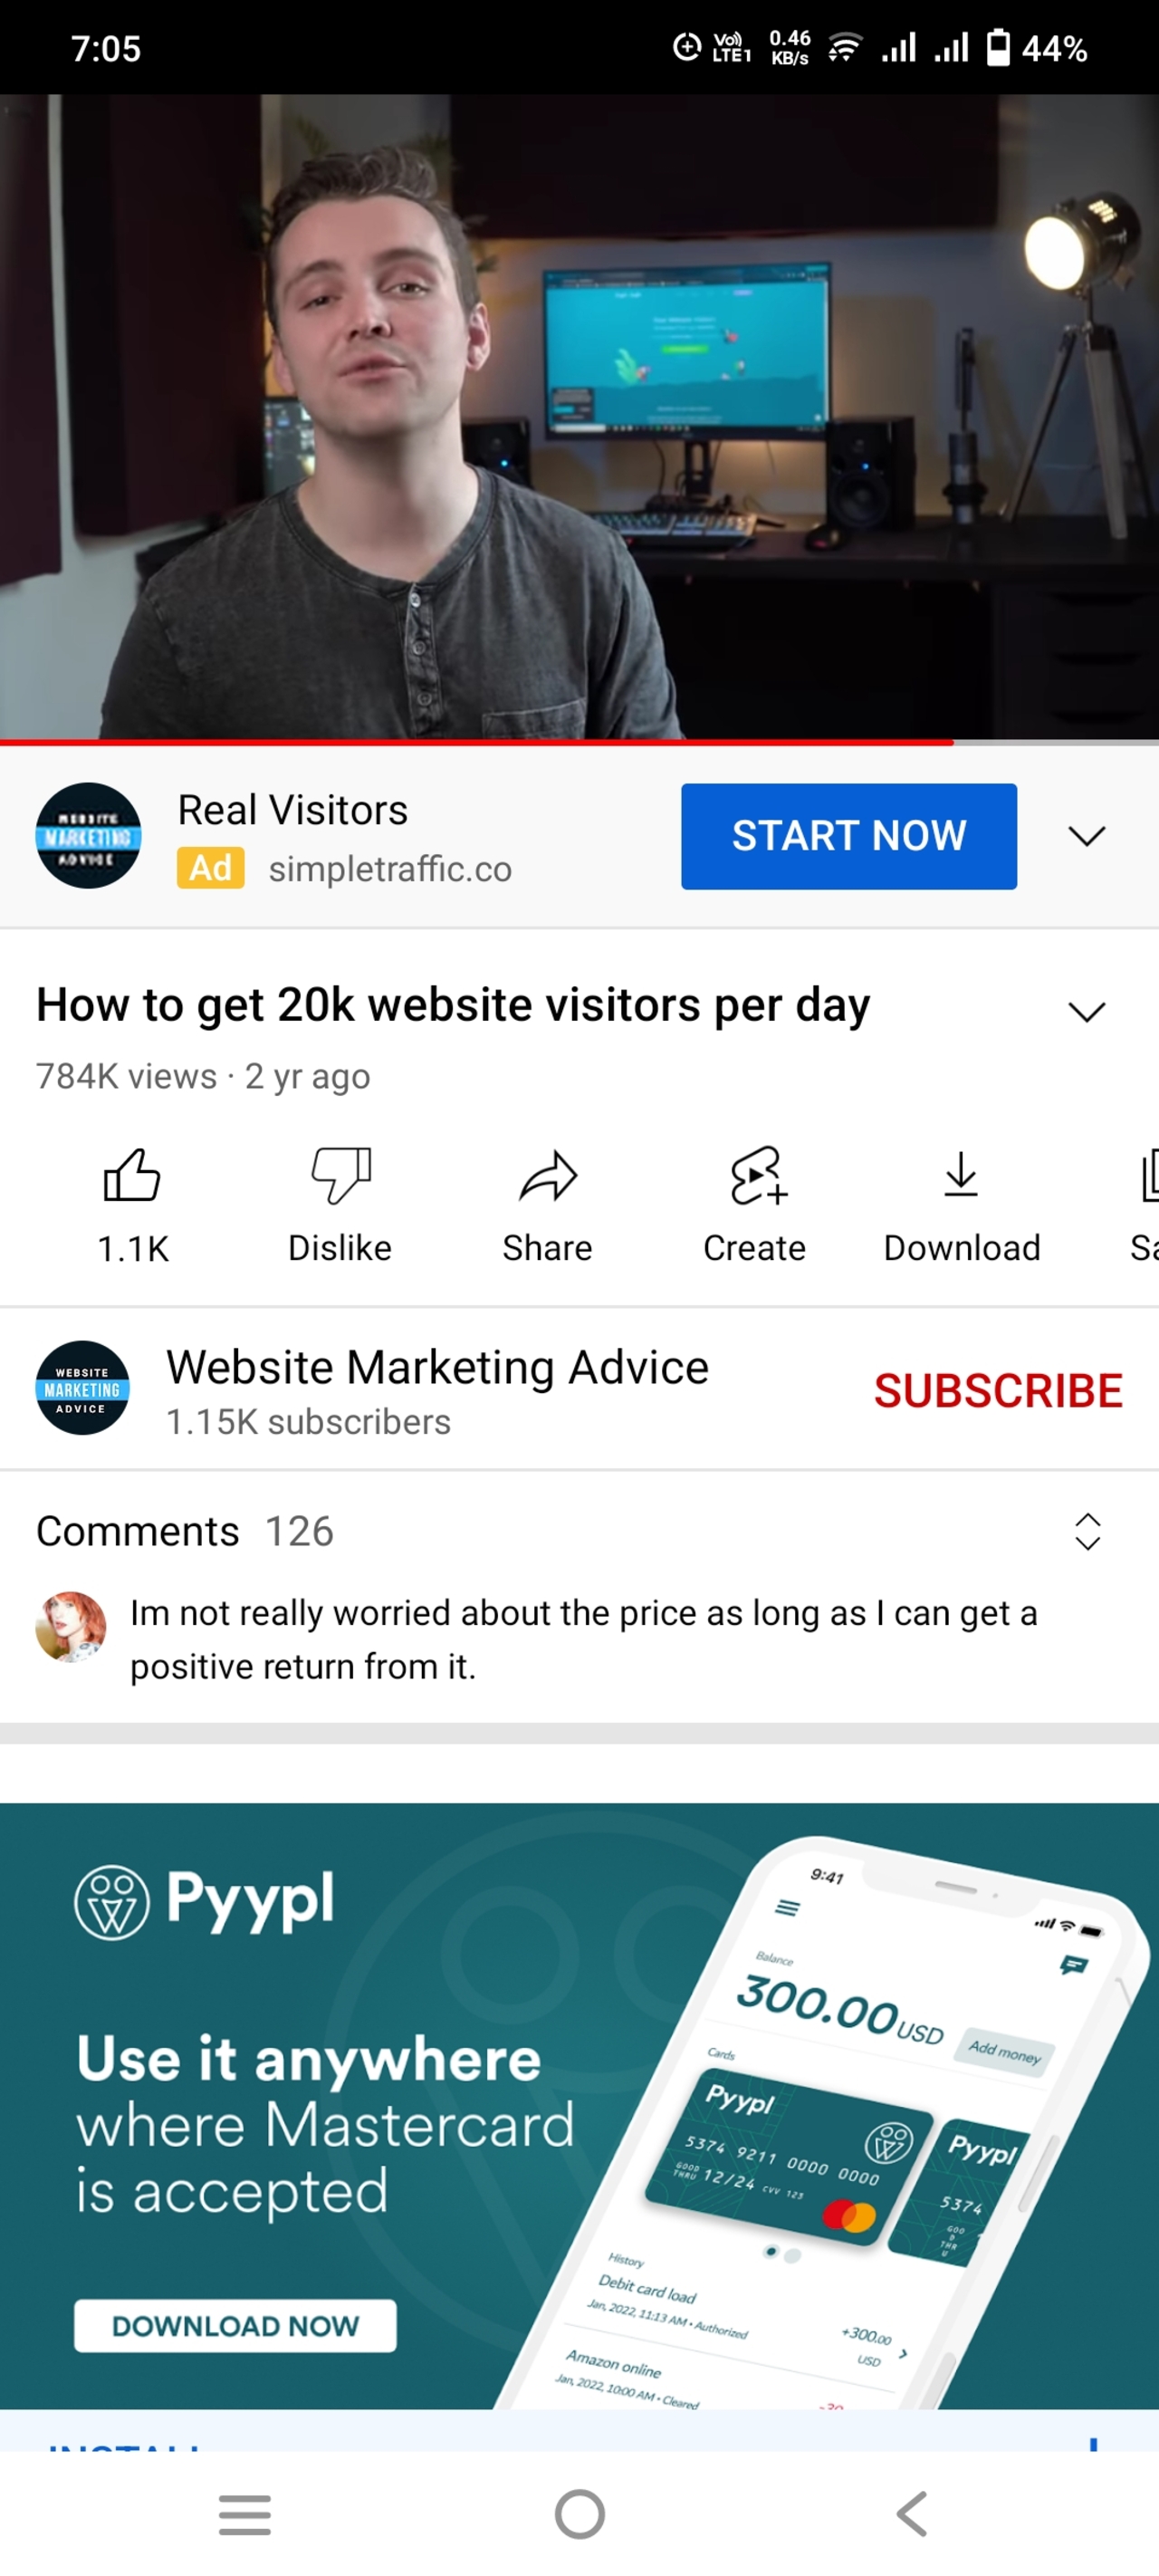 7:05
Vo))
LTE1
0.46
KB/s
44%
WEBSITE
MARKETING
ADVICE
Real Visitors
Ad simpletraffic.co
START NOW
How to get 20k website visitors per day
784K views · 2 yr ago
1.1K
Dislike
Share
Create
Download
Sa
WEBSITE
MARKETING
ADVICE
Website Marketing Advice
1.15K subscribers
SUBSCRIBE
Comments 126
Im not really worried about the price as long as I can get a
positive return from it.
Pyypl
Use it anywhere
where Mastercard
is accepted
DOWNLOAD NOW
9:41
Balance
300.00 USD
Add money
Cards
Pyypl
5374 9211 0000 0000
GOOD
THRU 12/24 CVV 123
Pyypl
5374
GOO
D
THR
U
History
Debit card load
Jan, 2022, 11:13 AM • Authorized
+300.00
USD
Amazon online
Jan, 2022, 10:00 AM • Cleared
-30
INSTALL